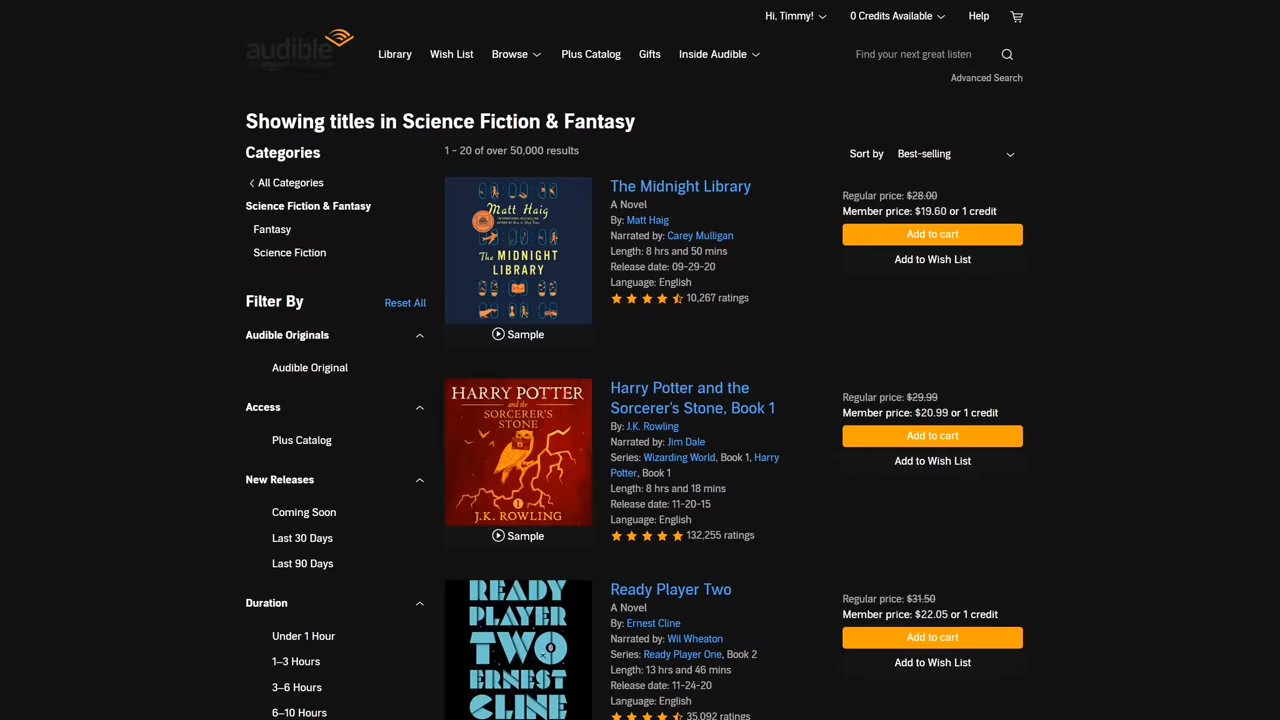 Hi, Timmy!
0 Credits Available
Help
audible
Library
Wish List
Browse
Plus Catalog
Gifts
Inside Audible
Find your next great listen
Advanced Search
Showing titles in Science Fiction & Fantasy
Categories
All Categories
Science Fiction & Fantasy
Fantasy
Science Fiction
Filter By
Reset All
Audible Originals
Audible Original
Access
Plus Catalog
New Releases
Coming Soon
Last 30 Days
Last 90 Days
Duration
Under 1 Hour
1–3 Hours
3–6 Hours
6–10 Hours
1 - 20 of over 50,000 results
Sort by
Best-selling
Matt Haig
The MIDNIGHT
LIBRARY
Sample
The Midnight Library
A Novel
By: Matt Haig
Narrated by: Carey Mulligan
Length: 8 hrs and 50 mins
Release date: 09-29-20
Language: English
10,267 ratings
Regular price: $28.00
Member price: $19.60 or 1 credit
Add to cart
Add to Wish List
HARRY POTTER
and the
SORCERER'S
STONE
1
J.K. ROWLING
Sample
Harry Potter and the
Sorcerer's Stone, Book 1
By: J.K. Rowling
Narrated by: Jim Dale
Series: Wizarding World, Book 1, Harry
Potter, Book 1
Length: 8 hrs and 18 mins
Release date: 11-20-15
Language: English
132,255 ratings
Regular price: $29.99
Member price: $20.99 or 1 credit
Add to cart
Add to Wish List
READY
PLAYER
TWO
ERNEST
CLINE
Ready Player Two
A Novel
By: Ernest Cline
Narrated by: Wil Wheaton
Series: Ready Player One, Book 2
Length: 13 hrs and 46 mins
Release date: 11-24-20
Language: English
35,092 ratings
Regular price: $31.50
Member price: $22.05 or 1 credit
Add to cart
Add to Wish List